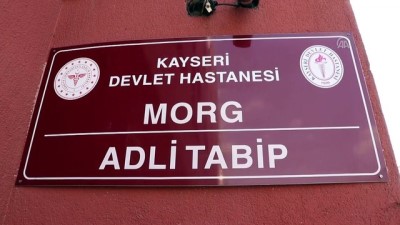 KAYSERİ
DEVLET HASTANESİ
MORG
ADLİ TABİP